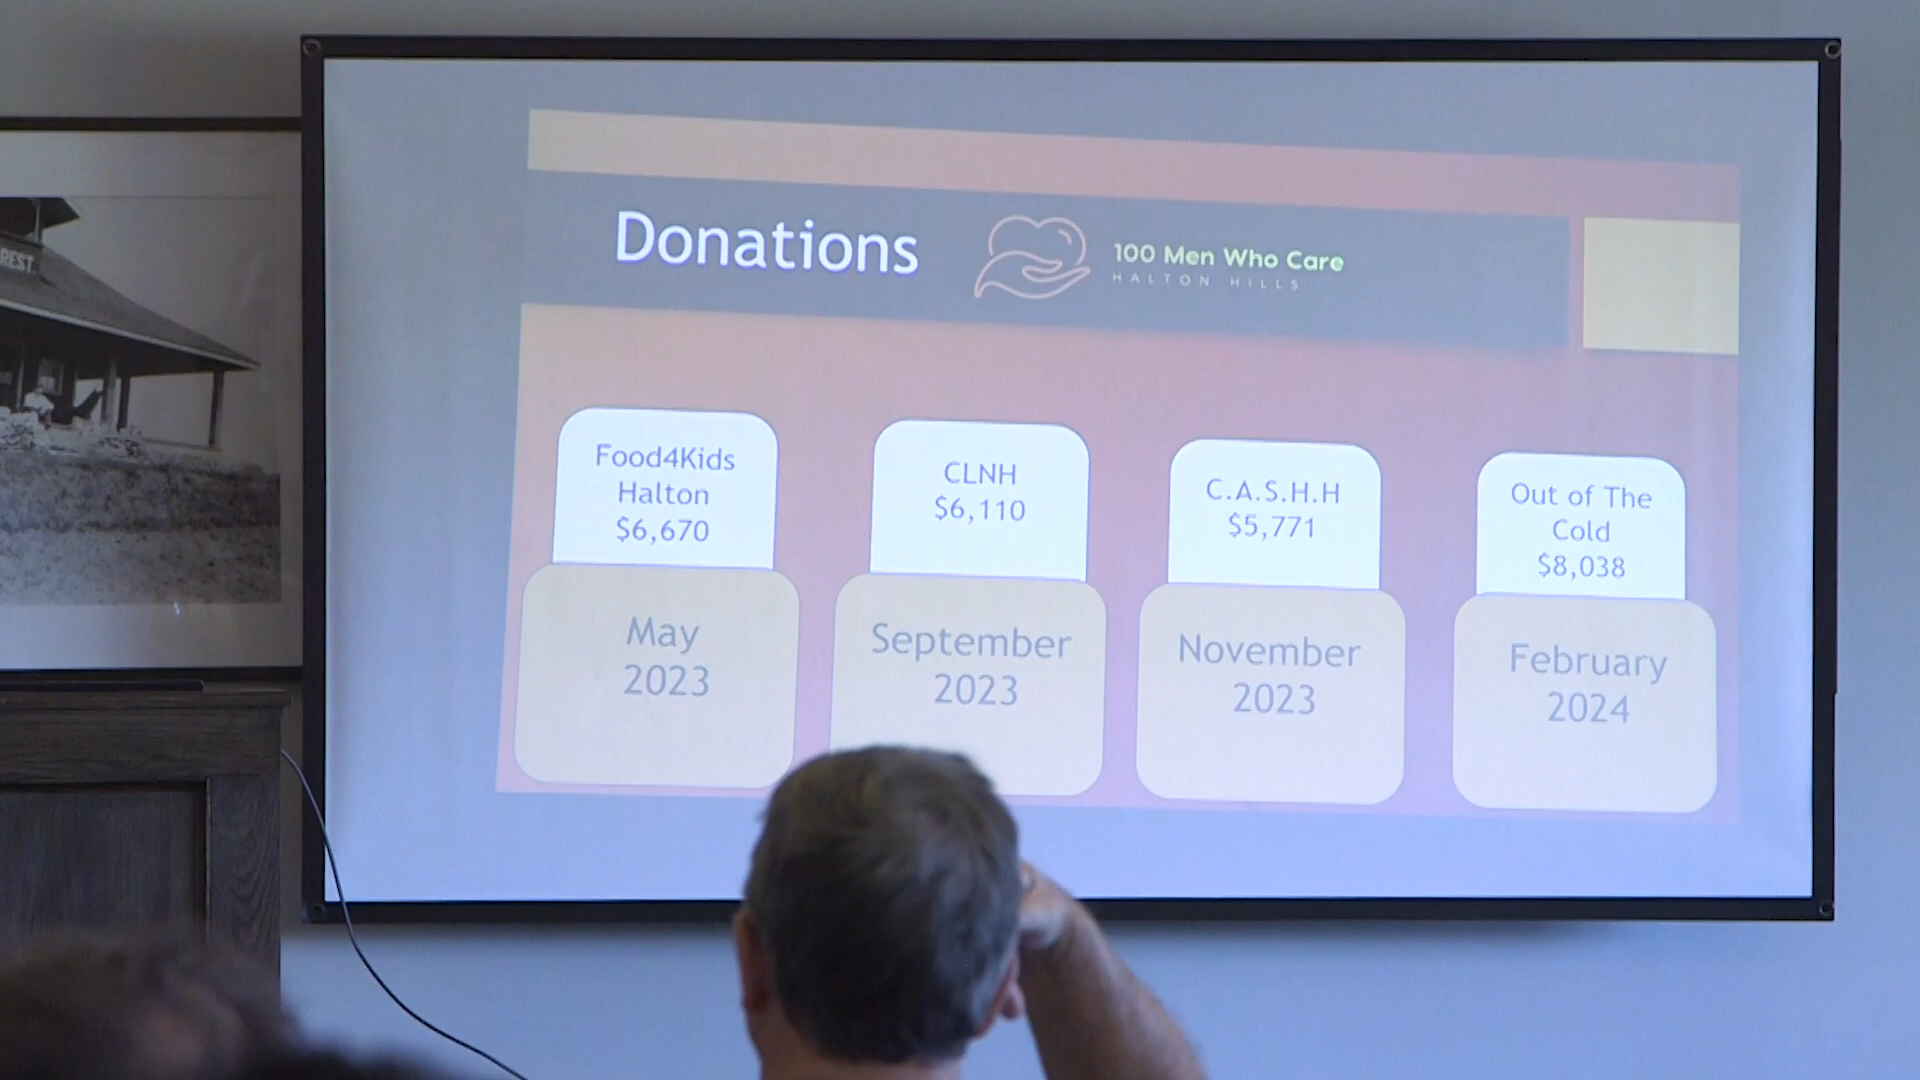 REST.
Donations
100 Men Who Care
HALTON HILLS
Food4Kids
Halton
$6,670
CLNH
$6,110
C.A.S.H.H
$5,771
Out of The
Cold
$8,038
May
2023
September
2023
November
2023
February
2024